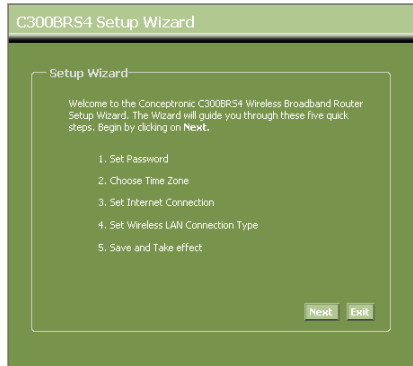 C300BRS4 Setup Wizard
Setup Wizard
Welcome to the Conceptronic C300BRS4 Wireless Broadband Router
Setup Wizard. The Wizard will guide you through these five quick
steps. Begin by clicking on Next.
1. Set Password
2. Choose Time Zone
3. Set Internet Connection
4. Set Wireless LAN Connection Type
5. Save and Take effect
Next Exit